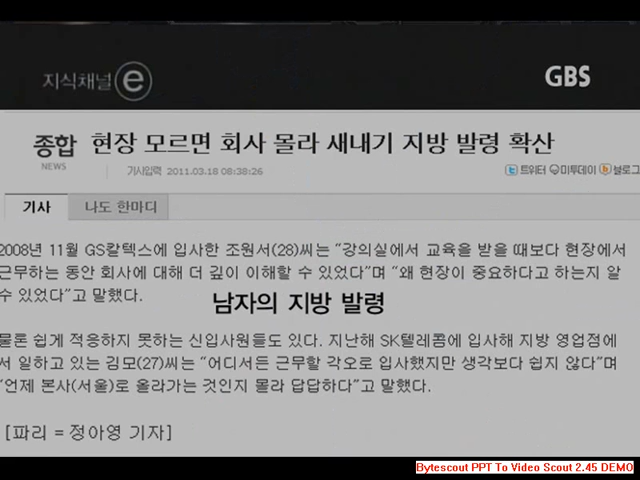 지식채널 e
GBS
종합
NEWS
현장 모르면 회사 몰라 새내기 지방 발령 확산
기사입력 2011.03.18 08:38:26
트위터 미투데이 블로그
기사
나도 한마디
2008년 11월 GS칼텍스에 입사한 조원서(28)씨는 "강의실에서 교육을 받을 때보다 현장에서
근무하는 동안 회사에 대해 더 깊이 이해할 수 있었다"며 "왜 현장이 중요하다고 하는지 알
수 있었다"고 말했다.
남자의 지방 발령
물론 쉽게 적응하지 못하는 신입사원들도 있다. 지난해 SK텔레콤에 입사해 지방 영업점에
서 일하고 있는 김모(27)씨는 "어디서든 근무할 각오로 입사했지만 생각보다 쉽지 않다"며
"언제 본사(서울)로 올라가는 것인지 몰라 답답하다"고 말했다.
[파리 = 정아영 기자]
Bytescout PPT To Video Scout 2.45 DEMO